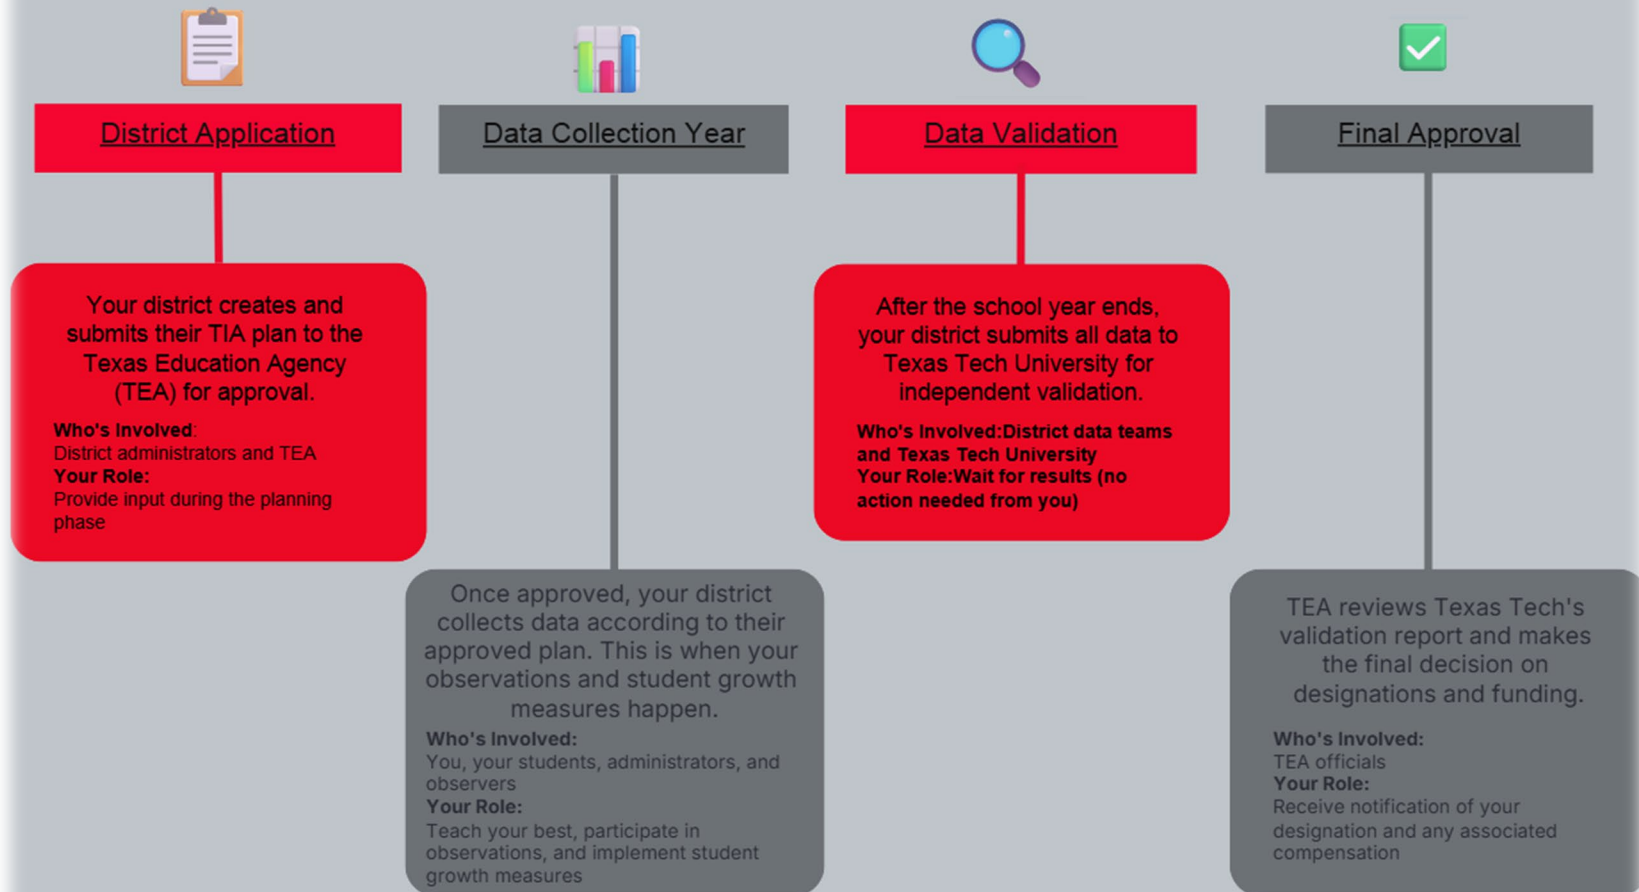 District Application
Your district creates and
submits their TIA plan to the
Texas Education Agency
(TEA) for approval.
Who's Involved:
District administrators and TEA
Your Role:
Provide input during the planning
phase
Data Collection Year
Once approved, your district
collects data according to their
approved plan. This is when your
observations and student growth
measures happen.
Who's Involved:
You, your students, administrators, and
observers
Your Role:
Teach your best, participate in
observations, and implement student
growth measures
Data Validation
After the school year ends,
your district submits all data to
Texas Tech University for
independent validation.
Who's Involved:District data teams
and Texas Tech University
Your Role:Wait for results (no
action needed from you)
Final Approval
TEA reviews Texas Tech's
validation report and makes
the final decision on
designations and funding.
Who's Involved:
TEA officials
Your Role:
Receive notification of your
designation and any associated
compensation